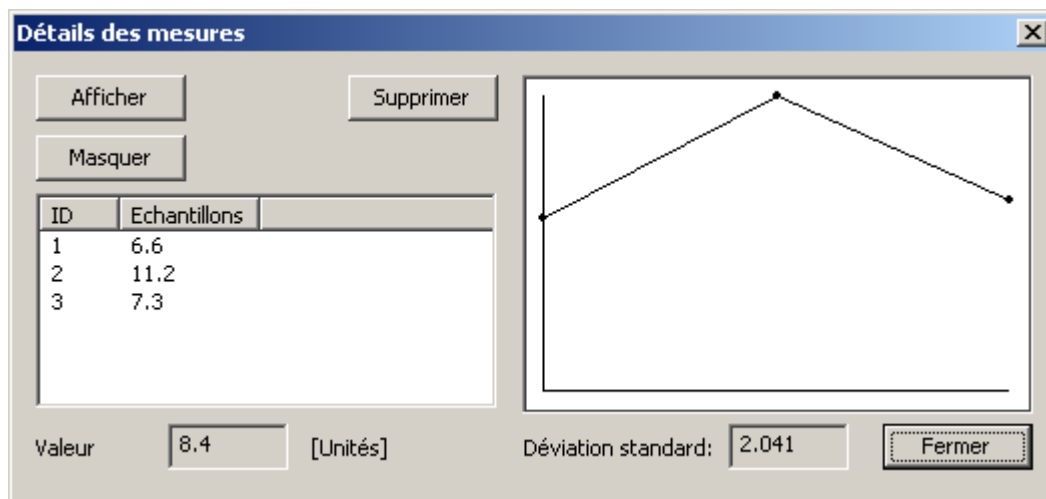 Détails des mesures
Afficher
Supprimer
Masquer
ID Echantillons
1 6.6
2 11.2
3 7.3
Valeur 8.4 [Unités]
Déviation standard: 2.041
Fermer